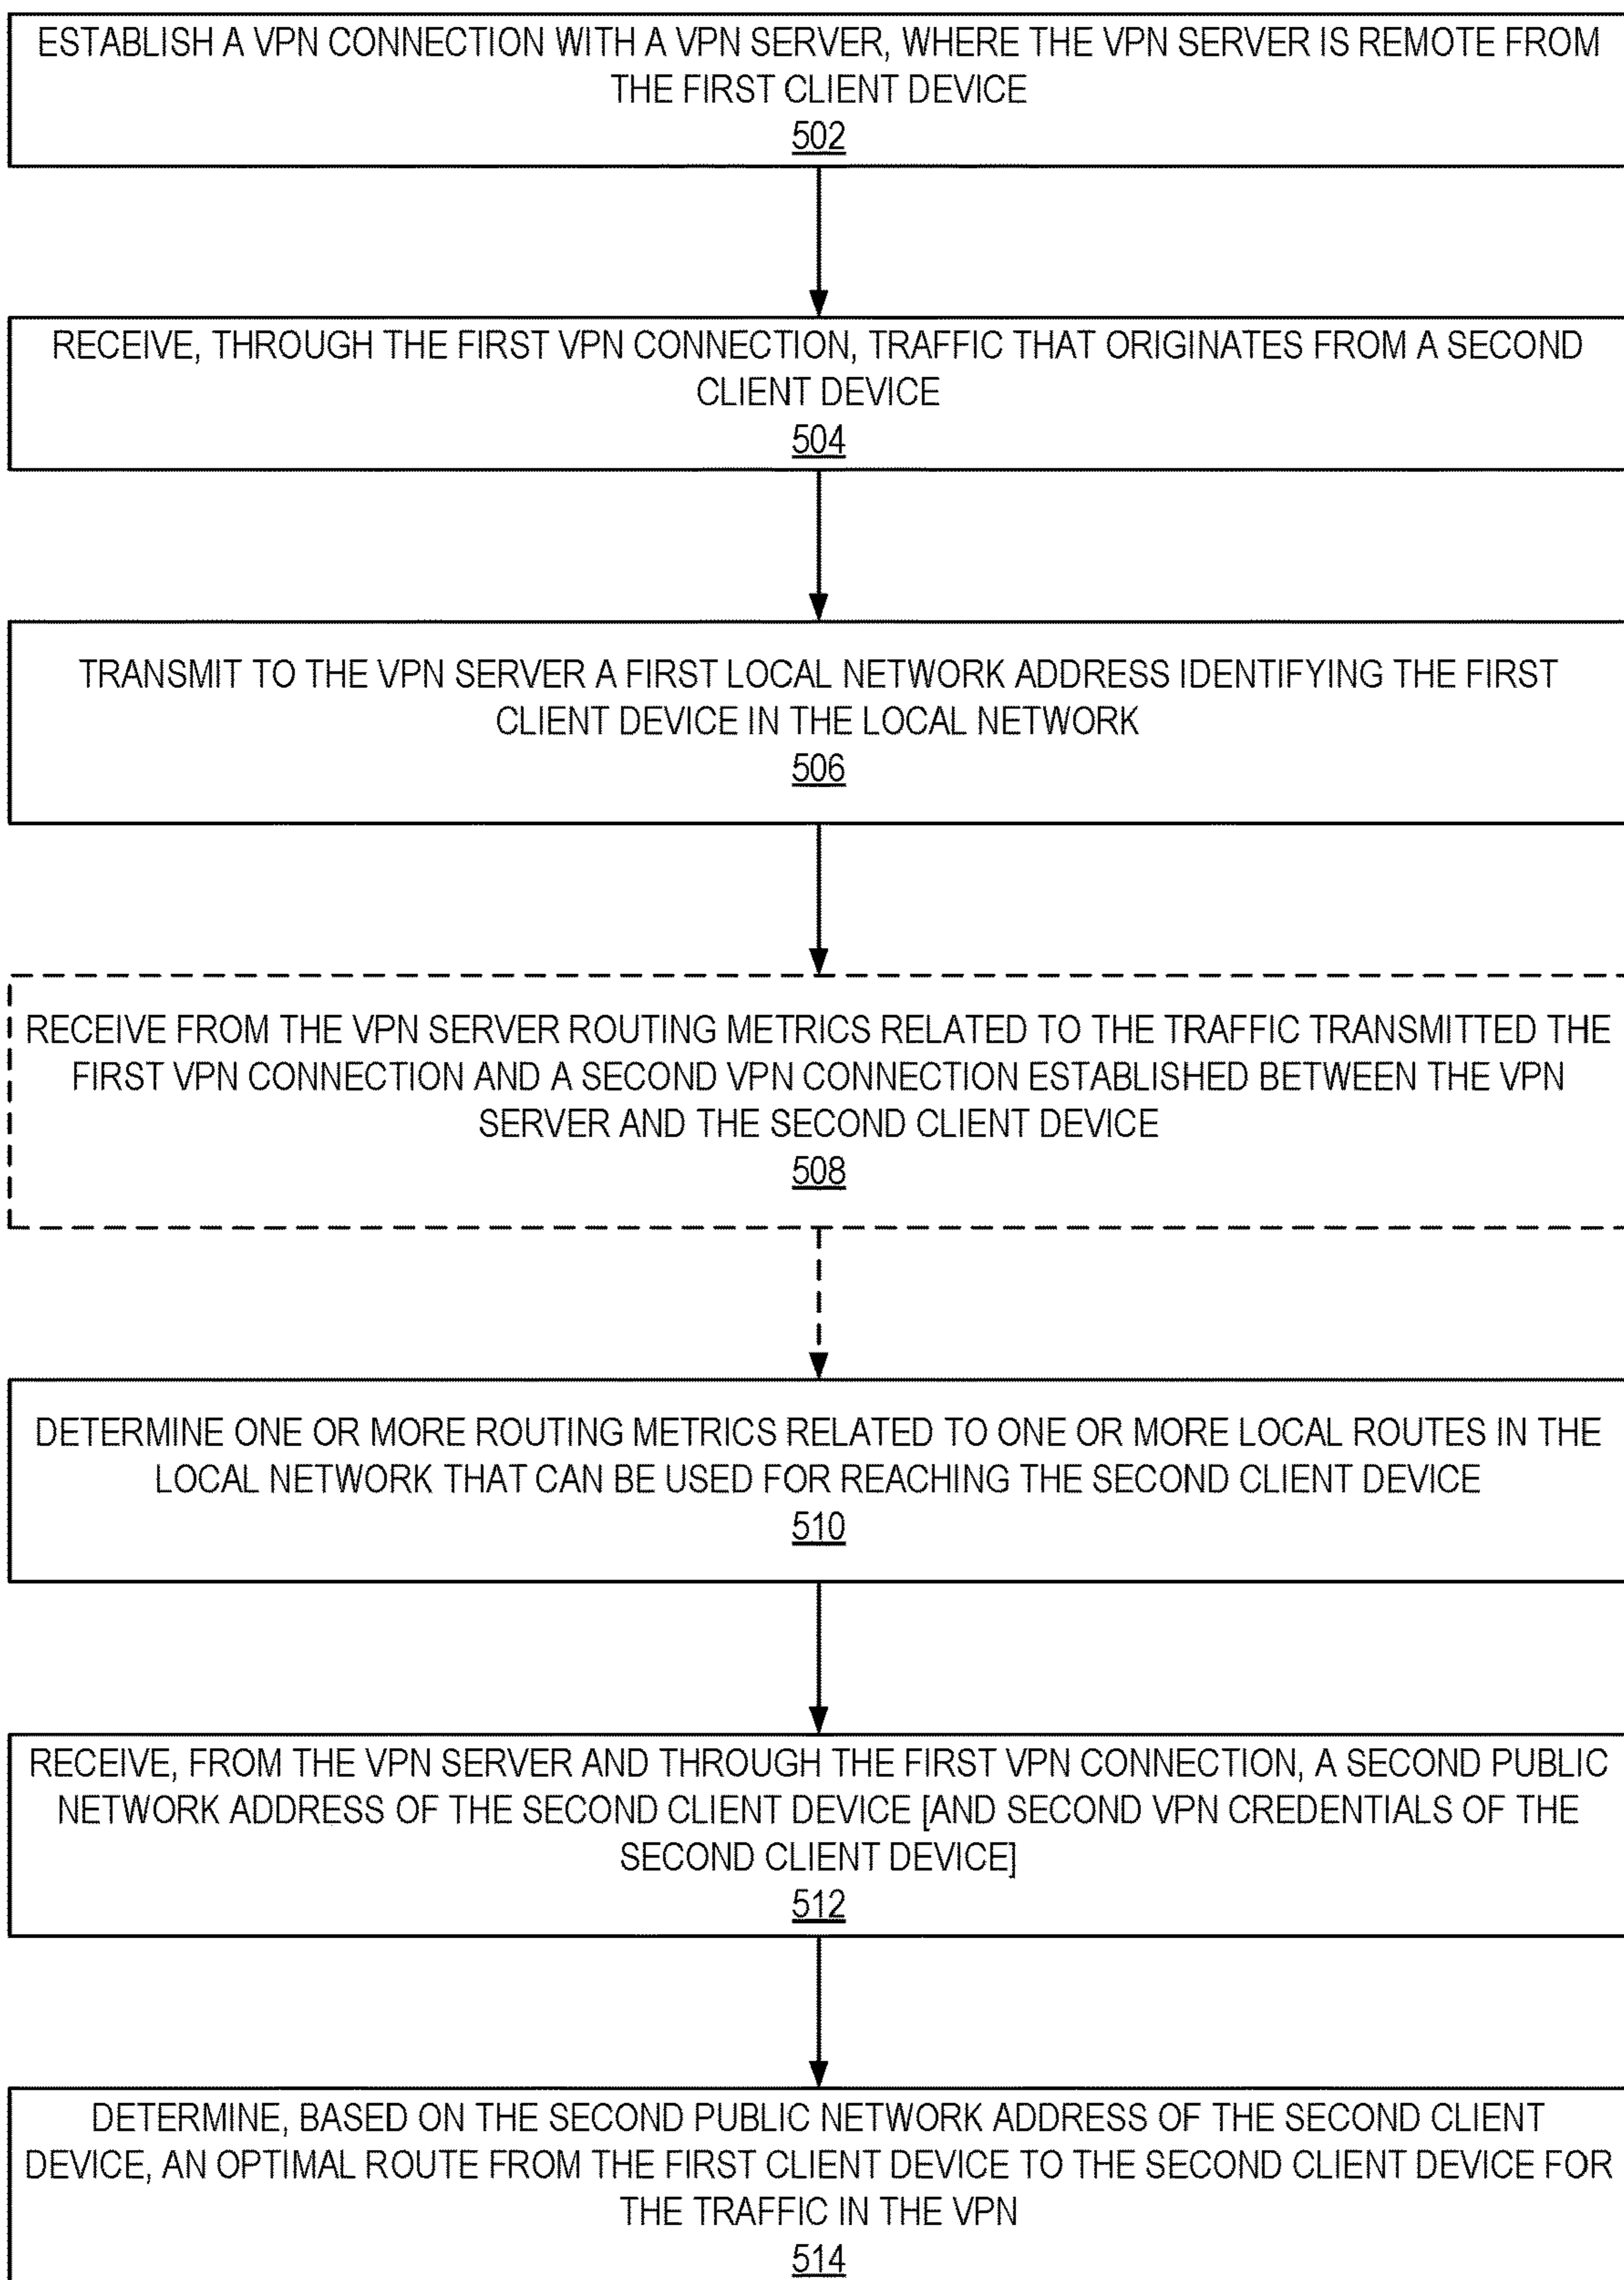 ESTABLISH A VPN CONNECTION WITH A VPN SERVER, WHERE THE VPN SERVER IS REMOTE FROM
THE FIRST CLIENT DEVICE
502
RECEIVE, THROUGH THE FIRST VPN CONNECTION, TRAFFIC THAT ORIGINATES FROM A SECOND
CLIENT DEVICE
504
TRANSMIT TO THE VPN SERVER A FIRST LOCAL NETWORK ADDRESS IDENTIFYING THE FIRST
CLIENT DEVICE IN THE LOCAL NETWORK
506
RECEIVE FROM THE VPN SERVER ROUTING METRICS RELATED TO THE TRAFFIC TRANSMITTED THE
FIRST VPN CONNECTION AND A SECOND VPN CONNECTION ESTABLISHED BETWEEN THE VPN
SERVER AND THE SECOND CLIENT DEVICE
508
DETERMINE ONE OR MORE ROUTING METRICS RELATED TO ONE OR MORE LOCAL ROUTES IN THE
LOCAL NETWORK THAT CAN BE USED FOR REACHING THE SECOND CLIENT DEVICE
510
RECEIVE, FROM THE VPN SERVER AND THROUGH THE FIRST VPN CONNECTION, A SECOND PUBLIC
NETWORK ADDRESS OF THE SECOND CLIENT DEVICE [AND SECOND VPN CREDENTIALS OF THE
SECOND CLIENT DEVICE]
512
DETERMINE, BASED ON THE SECOND PUBLIC NETWORK ADDRESS OF THE SECOND CLIENT
DEVICE, AN OPTIMAL ROUTE FROM THE FIRST CLIENT DEVICE TO THE SECOND CLIENT DEVICE FOR
THE TRAFFIC IN THE VPN
514